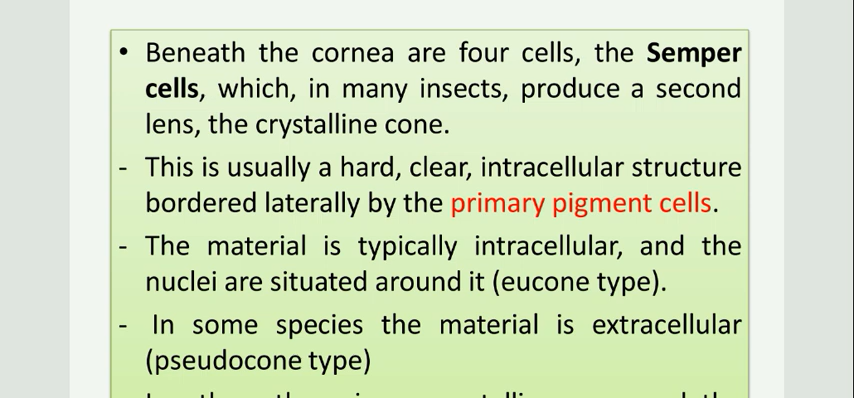 • Beneath the cornea are four cells, the Semper
cells, which, in many insects, produce a second
lens, the crystalline cone.
- This is usually a hard, clear, intracellular structure
bordered laterally by the primary pigment cells.
- The material is typically intracellular, and the
nuclei are situated around it (eucone type).
- In some species the material is extracellular
(pseudocone type)